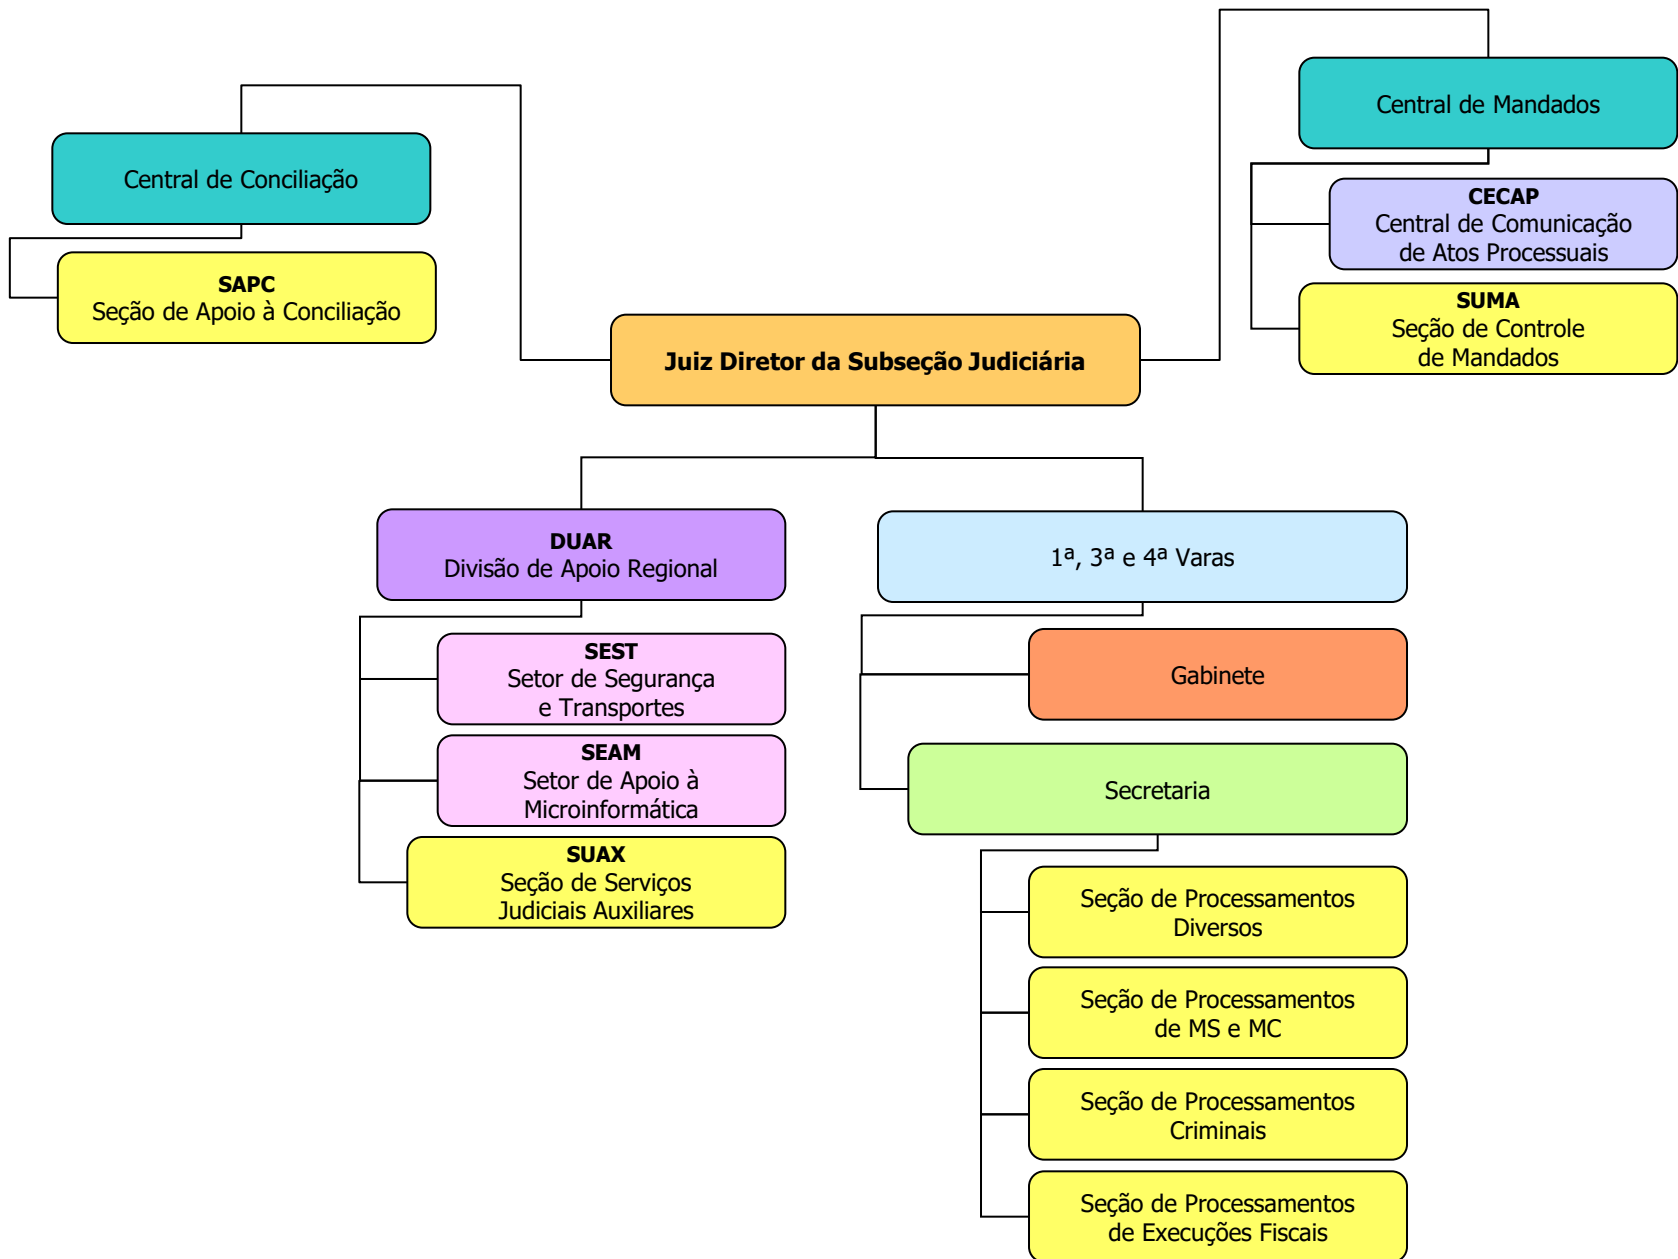 Central de Mandados
Central de Conciliação
CECAP
Central de Comunicação
de Atos Processuais
SAPC
Seção de Apoio à Conciliação
SUMA
Seção de Controle
de Mandados
Juiz Diretor da Subseção Judiciária
DUAR
Divisão de Apoio Regional
1ª, 3ª e 4ª Varas
SEST
Setor de Segurança
e Transportes
Gabinete
SEAM
Setor de Apoio à
Microinformática
Secretaria
SUAX
Seção de Serviços
Judiciais Auxiliares
Seção de Processamentos
Diversos
Seção de Processamentos
de MS e MC
Seção de Processamentos
Criminais
Seção de Processamentos
de Execuções Fiscais